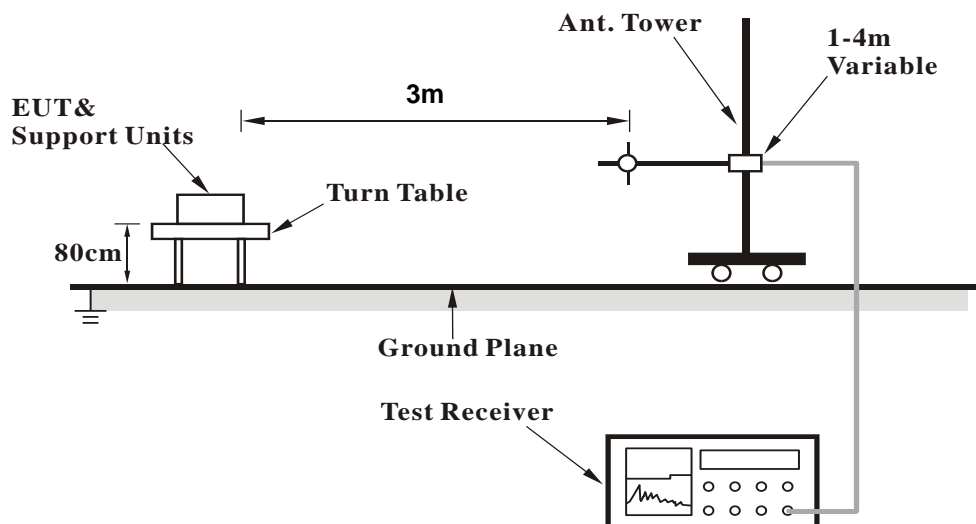 Ant. Tower
1-4m
Variable
3m
EUT&
Support Units
Turn Table
80cm
Ground Plane
Test Receiver